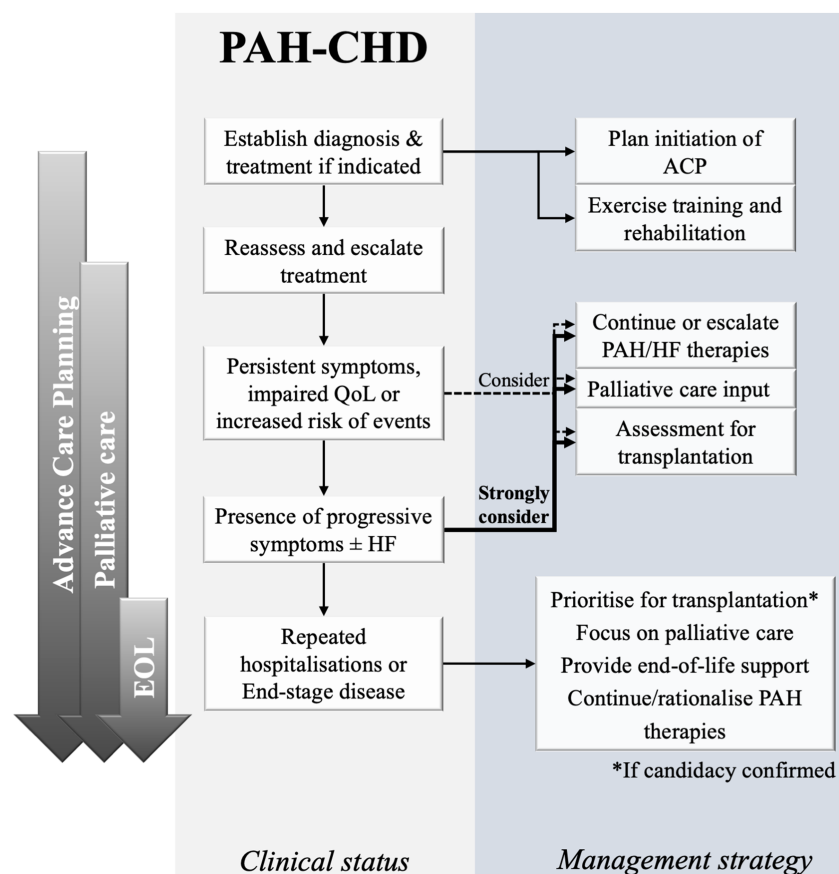 PAH-CHD
Establish diagnosis &
treatment if indicated
Plan initiation of
ACP
Exercise training and
rehabilitation
Reassess and escalate
treatment
Persistent symptoms,
impaired QoL or
increased risk of events
Consider
Continue or escalate
PAH/HF therapies
Palliative care input
Assessment for
transplantation
Strongly
consider
Presence of progressive
symptoms ± HF
Repeated
hospitalisations or
End-stage disease
Prioritise for transplantation*
Focus on palliative care
Provide end-of-life support
Continue/rationalise PAH
therapies
*If candidacy confirmed
Advance Care Planning
Palliative care
EOL
Clinical status
Management strategy